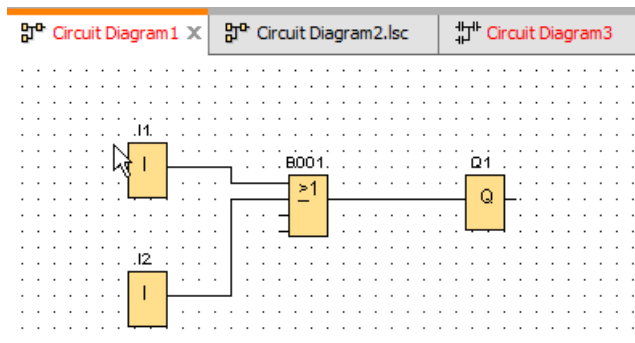 Circuit Diagram1 Circuit Diagram2.lsc Circuit Diagram3
I1
I B001 Q1
≥1 Q
I2
I